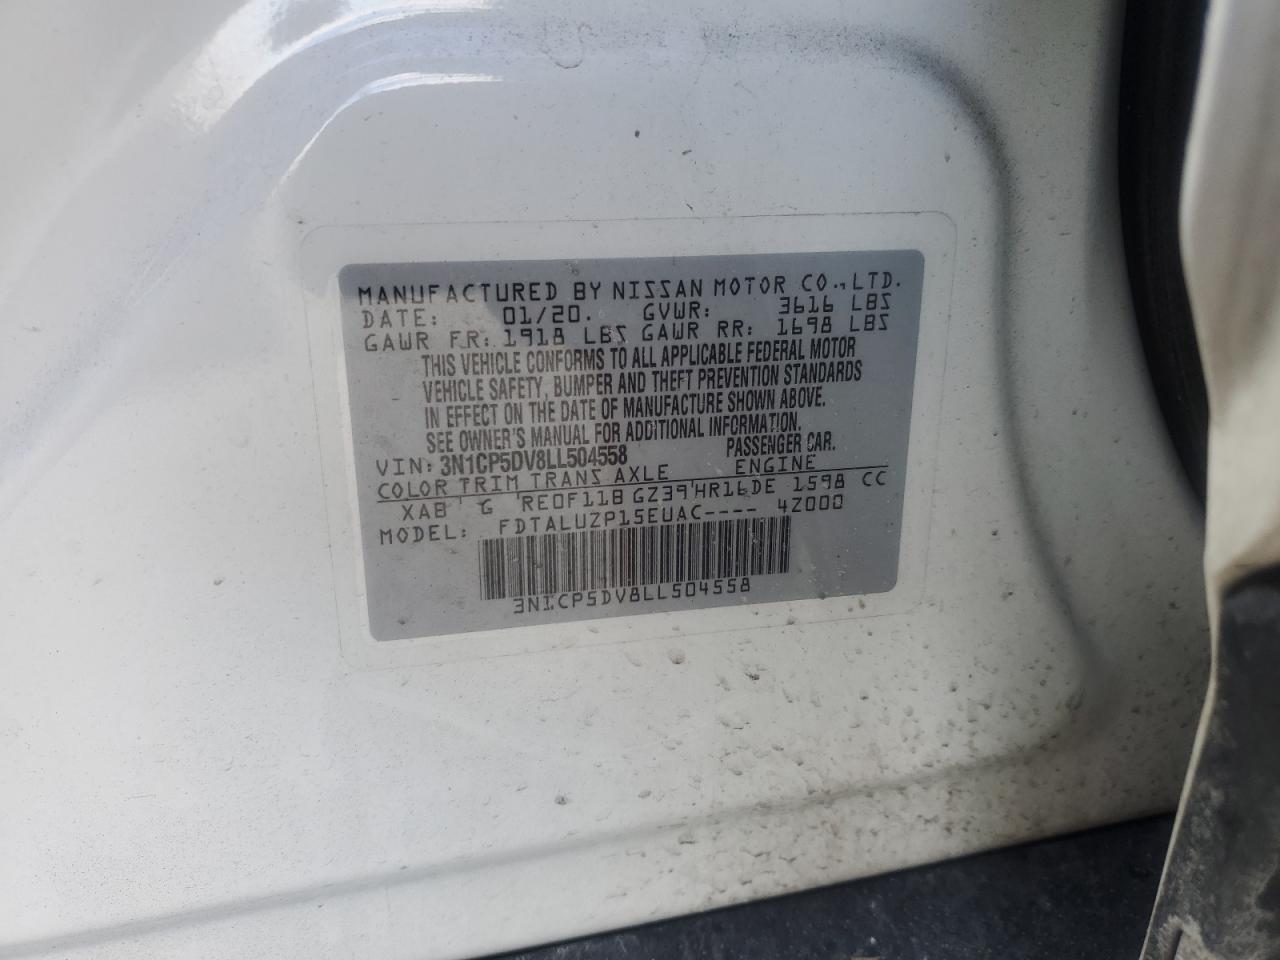 MANUFACTURED BY NISSAN MOTOR CO., LTD.
DATE: 01/20. GVWR: 3616 LBS
GAWR FR: 1918 LBS GAWR RR: 1698 LBS
THIS VEHICLE CONFORMS TO ALL APPLICABLE FEDERAL MOTOR
VEHICLE SAFETY, BUMPER AND THEFT PREVENTION STANDARDS
IN EFFECT ON THE DATE OF MANUFACTURE SHOWN ABOVE.
SEE OWNER'S MANUAL FOR ADDITIONAL INFORMATION.
VIN: 3N1CP5DV8LL504558 PASSENGER CAR.
COLOR TRIM TRANS AXLE ENGINE
XAB G RE0F11B GZ39 HR16DE 1598 CC
MODEL: FDTALUZP15EUAC---- 4Z000
3N1CP5DV8LL504558